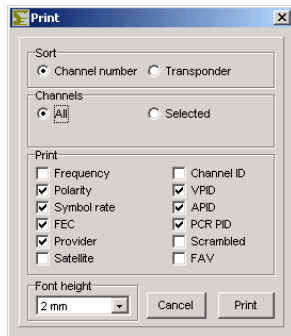 Print
Sort
Channel number Transponder
Channels
All Selected
Print
Frequency Channel ID
Polarity VPID
Symbol rate APID
FEC PCR PID
Provider Scrambled
Satellite FAV
Font height
2 mm Cancel Print